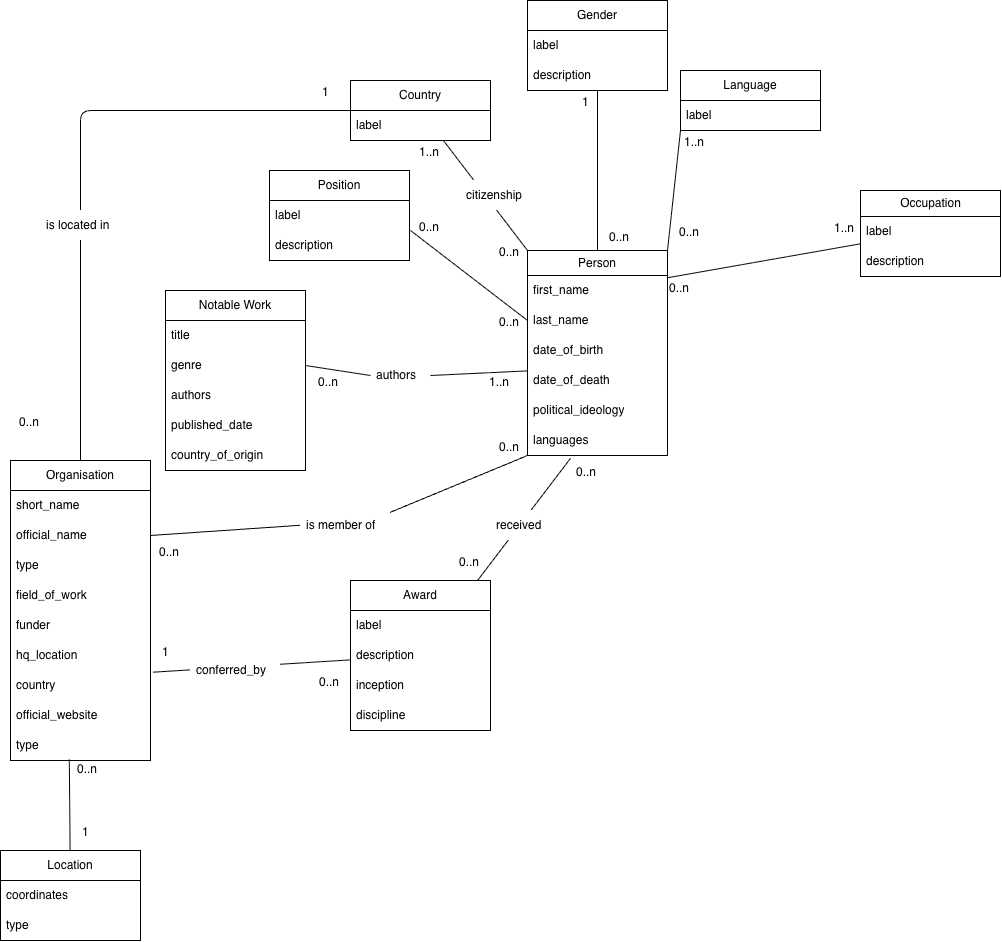 Gender
label
description
1
Language
label
1..n
1
Country
label
1..n
citizenship
is located in
Position
label
description
0..n
Occupation
label
description
1..n
0..n
0..n
0..n
0..n
Person
first_name
last_name
date_of_birth
date_of_death
political_ideology
languages
0..n
Notable Work
title
genre
authors
published_date
country_of_origin
0..n
authors
1..n
0..n
0..n
0..n
Organisation
short_name
official_name
type
field_of_work
funder
hq_location
country
official_website
type
0..n
is member of
received
0..n
Award
label
description
inception
discipline
1
conferred_by
0..n
0..n
1
Location
coordinates
type